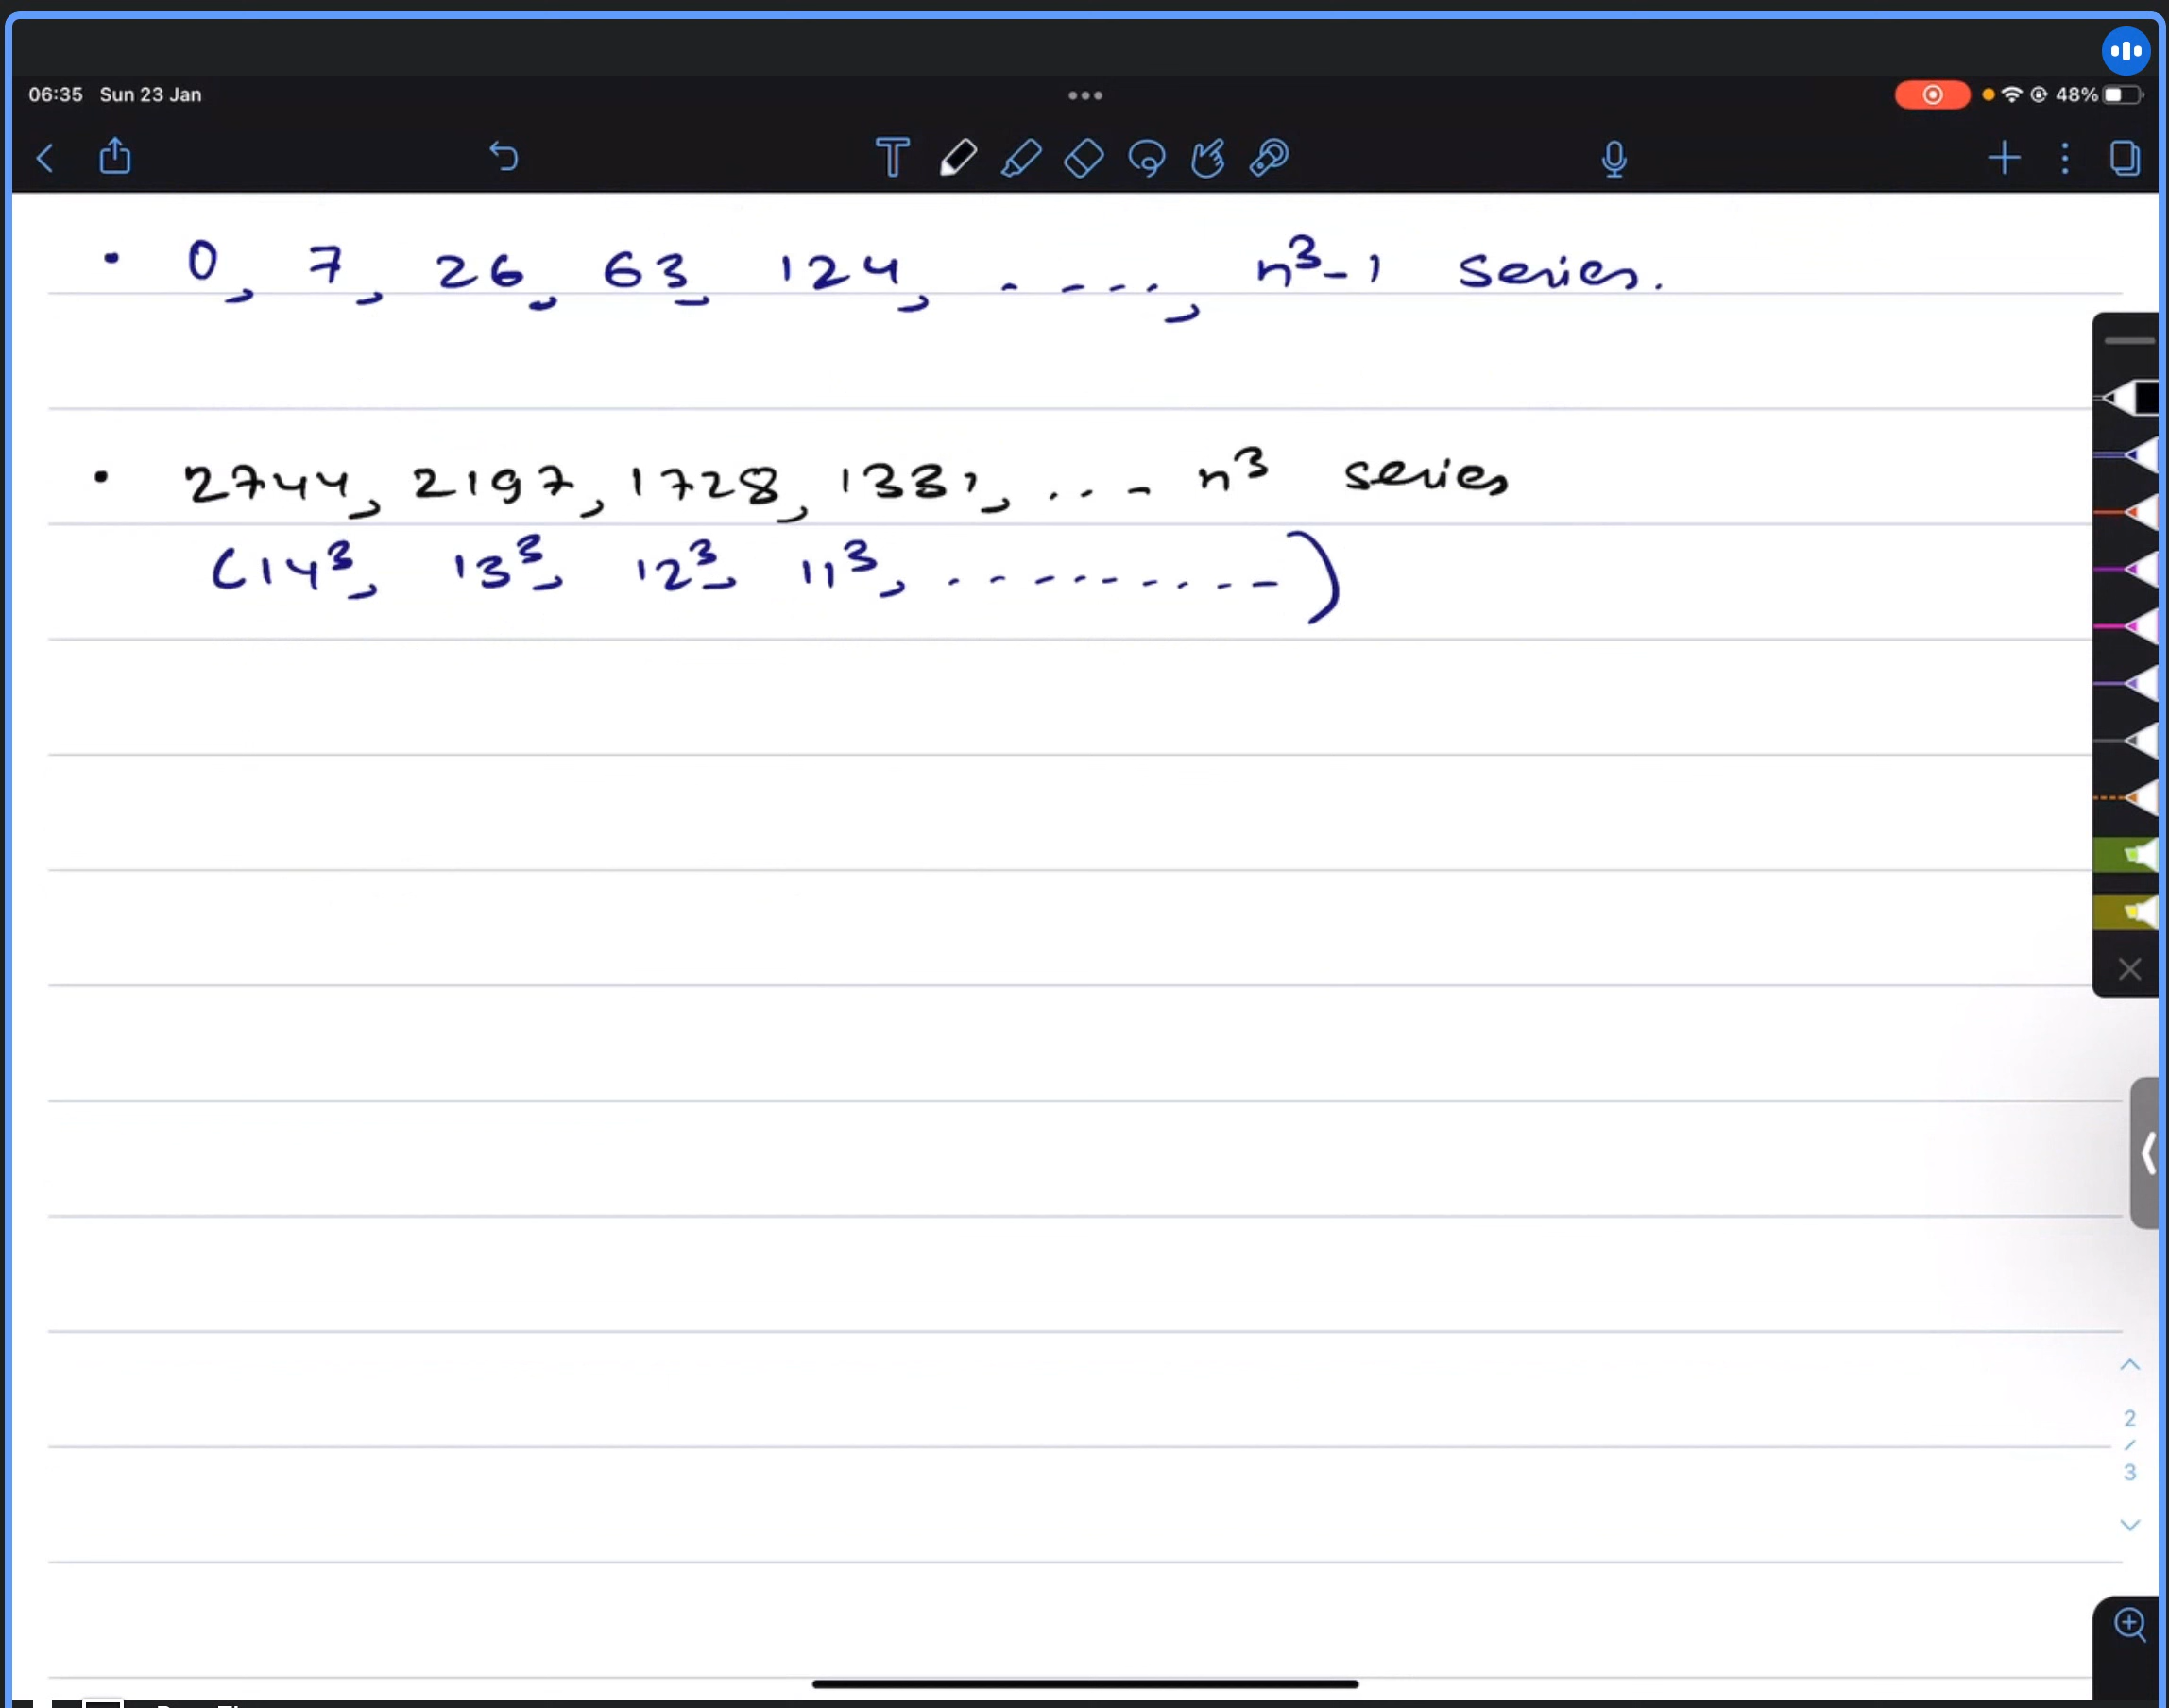 06:35 Sun 23 Jan
48%
• 0, 7, 26, 63, 124, ....., n³-1 series.
• 2744, 2197, 1728, 1331, .... n³ series
(14³, 13³, 12³, 11³, ..........)
2
/
3